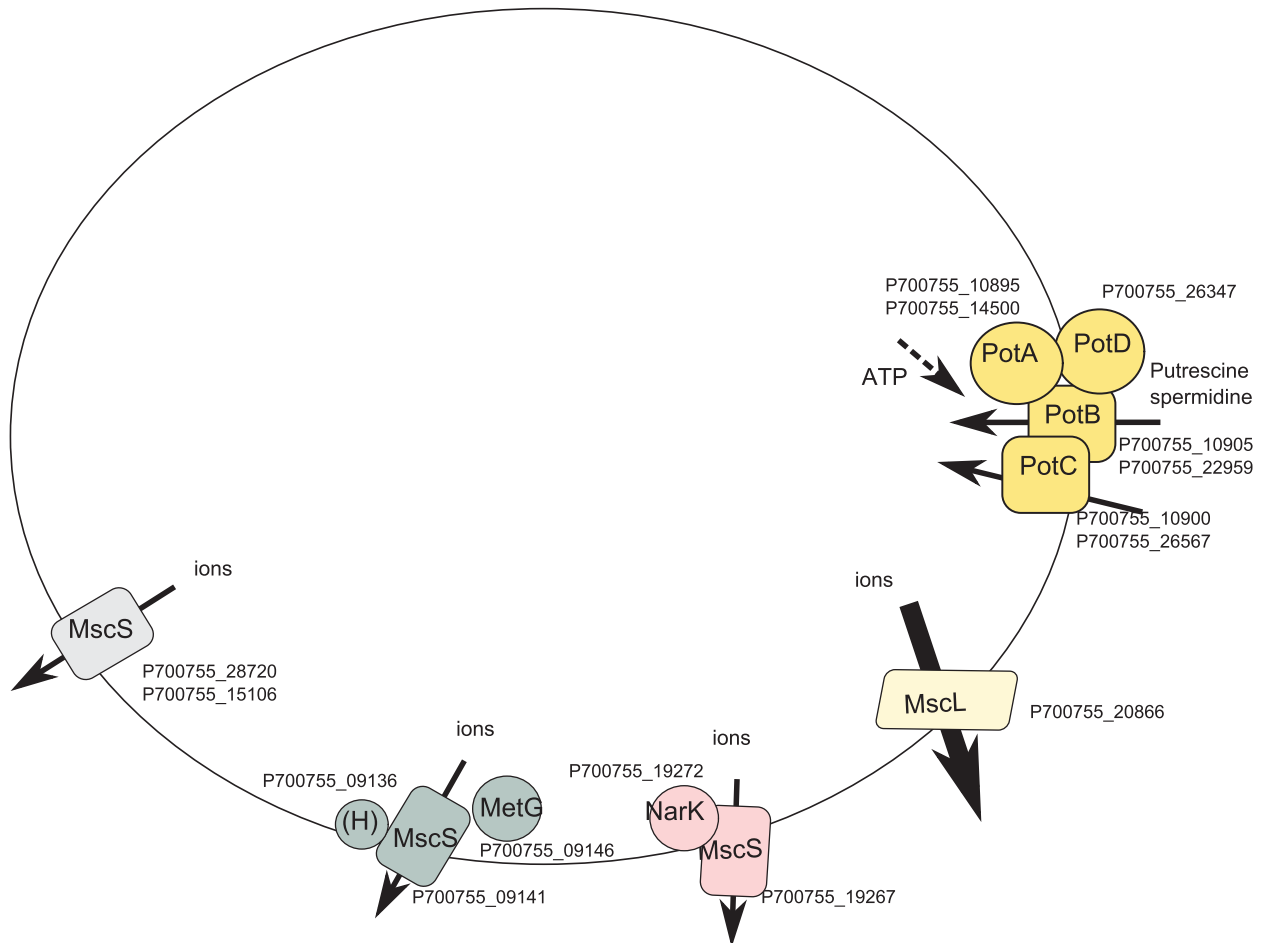 P700755_10895
P700755_14500
P700755_26347
PotA
PotD
ATP
Putrescine
spermidine
PotB
P700755_10905
P700755_22959
PotC
P700755_10900
P700755_26567
ions
MscS
P700755_28720
P700755_15106
ions
MscL
P700755_20866
ions
P700755_09136
(H)
MscS
MetG
P700755_09146
P700755_09141
ions
P700755_19272
NarK
MscS
P700755_19267